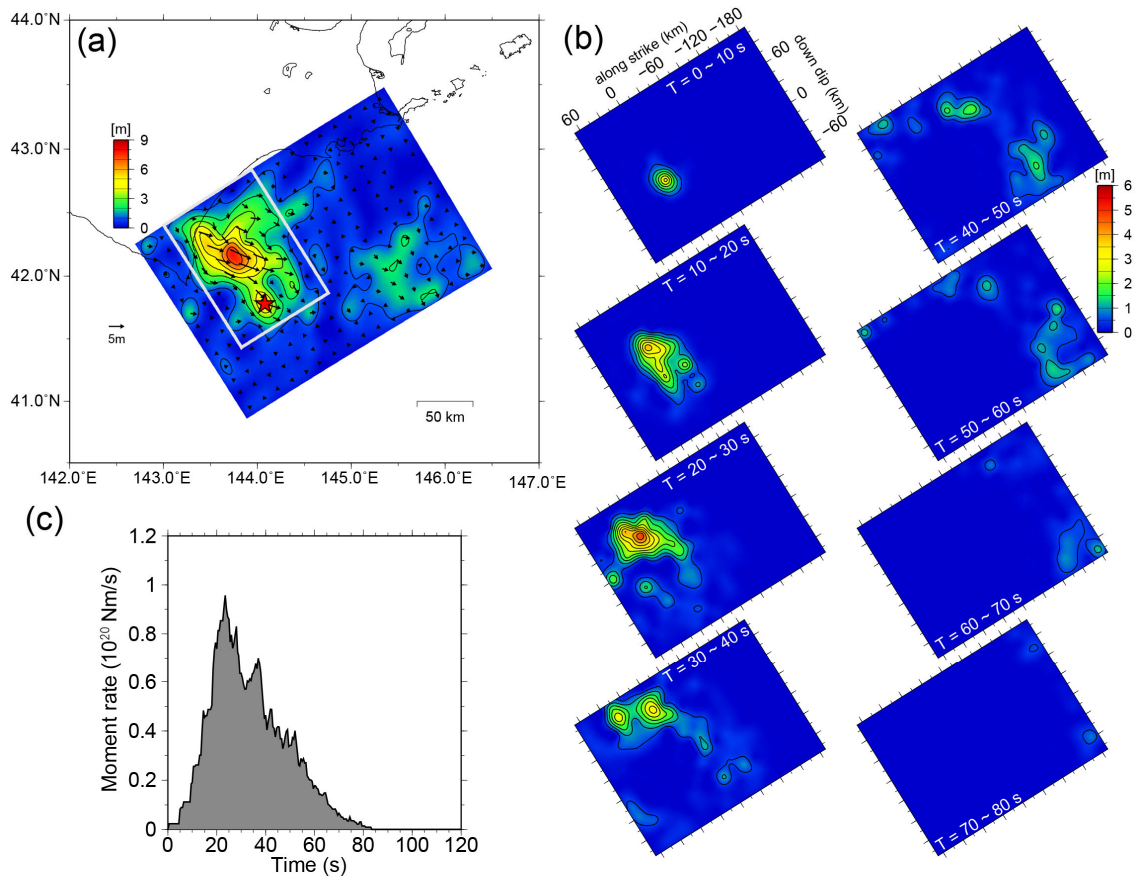 (a)
44.0°N
43.0°N
42.0°N
41.0°N
142.0°E 143.0°E 144.0°E 145.0°E 146.0°E 147.0°E
[m]
9
6
3
0
5m
50 km
(b)
along strike (km)
60 0 −60 −120 −180
down dip (km)
60 0 −60
T = 0 ~ 10 s
T = 10 ~ 20 s
T = 20 ~ 30 s
T = 30 ~ 40 s
T = 40 ~ 50 s
T = 50 ~ 60 s
T = 60 ~ 70 s
T = 70 ~ 80 s
[m]
6
5
4
3
2
1
0
(c)
Moment rate (10²⁰ Nm/s)
1.2
1
0.8
0.6
0.4
0.2
0
0 20 40 60 80 100 120
Time (s)